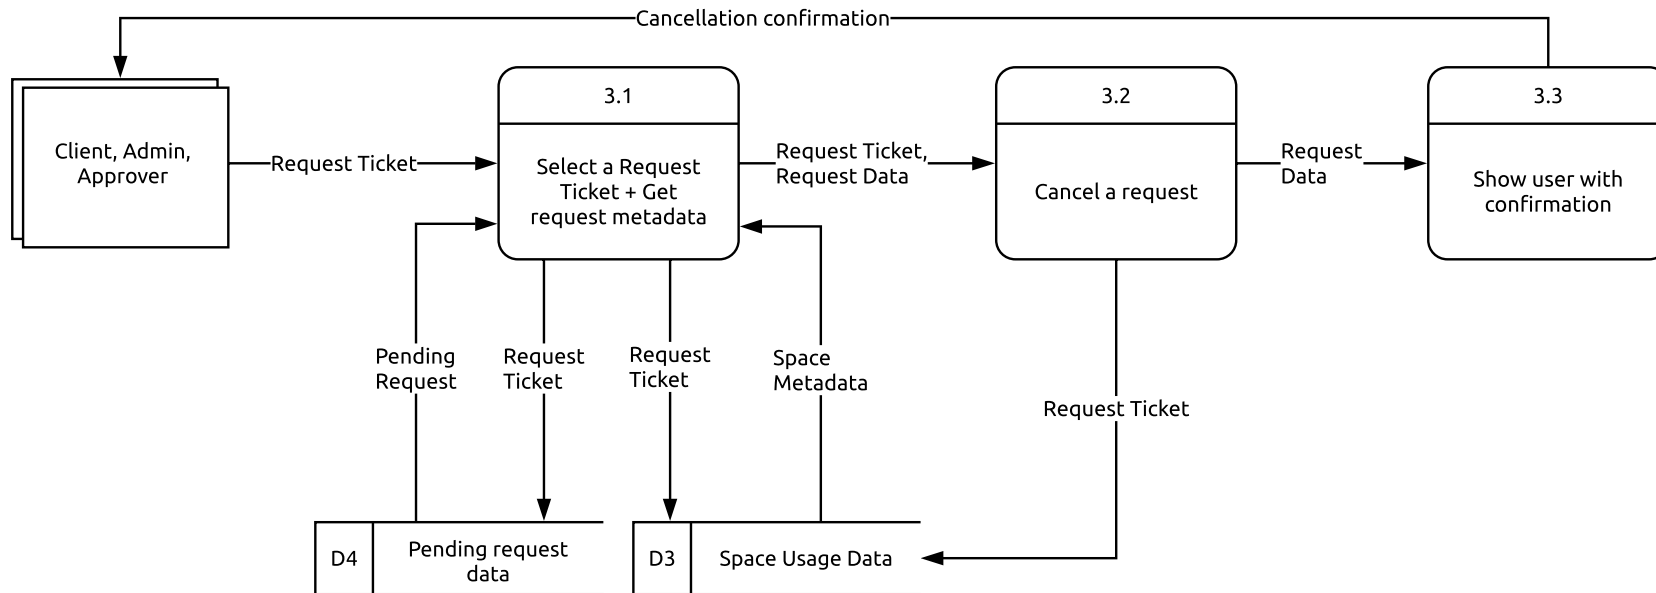 Cancellation confirmation
3.1
3.2
3.3
Client, Admin,
Approver
Request Ticket
Select a Request
Ticket + Get
request metadata
Request Ticket,
Request Data
Cancel a request
Request
Data
Show user with
confirmation
Pending
Request
Request
Ticket
Request
Ticket
Space
Metadata
Request Ticket
D4
Pending request
data
D3
Space Usage Data